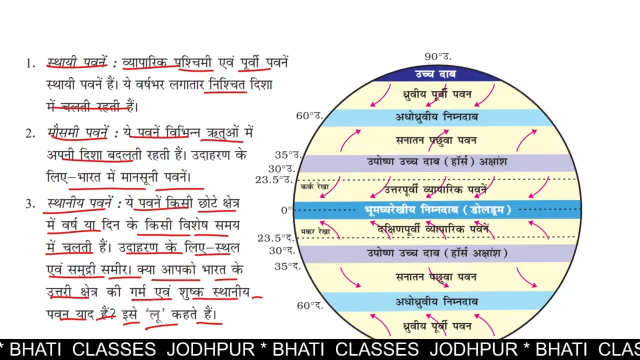 1. स्थायी पवनें : व्यापारिक पश्चिमी एवं पूर्वी पवनें
स्थायी पवनें हैं। ये वर्षभर लगातार निश्चित दिशा
में चलती रहती हैं।
2. मौसमी पवनें : ये पवनें विभिन्न ऋतुओं में
अपनी दिशा बदलती रहती हैं। उदाहरण के
लिए–भारत में मानसूनी पवनें।
3. स्थानीय पवनें : ये पवनें किसी छोटे क्षेत्र
में वर्ष या दिन के किसी विशेष समय
में चलती हैं। उदाहरण के लिए–स्थल
एवं समुद्री समीर। क्या आपको भारत के
उत्तरी क्षेत्र की गर्म एवं शुष्क स्थानीय
पवन याद हैं? इसे ‘लू’ कहते हैं।
90°उ.
उच्च दाब
ध्रुवीय पूर्वी पवन
60°उ.
अधोध्रुवीय निम्नदाब
सनातन पछुवा पवन
35°उ
उपोष्ण उच्च दाब (हॉर्स) अक्षांश
30°उ.
23.5°उ.
कर्क रेखा
उत्तरपूर्वी व्यापारिक पवनें
0°
भूमध्यरेखीय निम्नदाब (डोलड्रम)
मकर रेखा
दक्षिणपूर्वी व्यापारिक पवनें
23.5°द.
30°द.
उपोष्ण उच्च दाब (हॉर्स अक्षांश)
35°द.
सनातन पछुवा पवन
60°द.
अधोध्रुवीय निम्नदाब
ध्रुवीय पूर्वी पवन
* BHATI CLASSES JODHPUR * BHATI CLASSES JODHPUR * BHATI